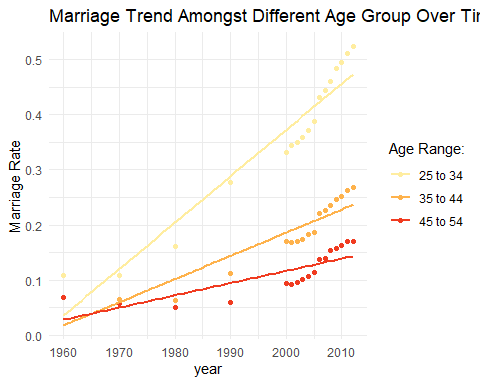 Marriage Trend Amongst Different Age Group Over Tir
0.5
0.4
0.3
0.2
0.1
0.0
Marriage Rate
1960 1970 1980 1990 2000 2010
year
Age Range:
25 to 34
35 to 44
45 to 54